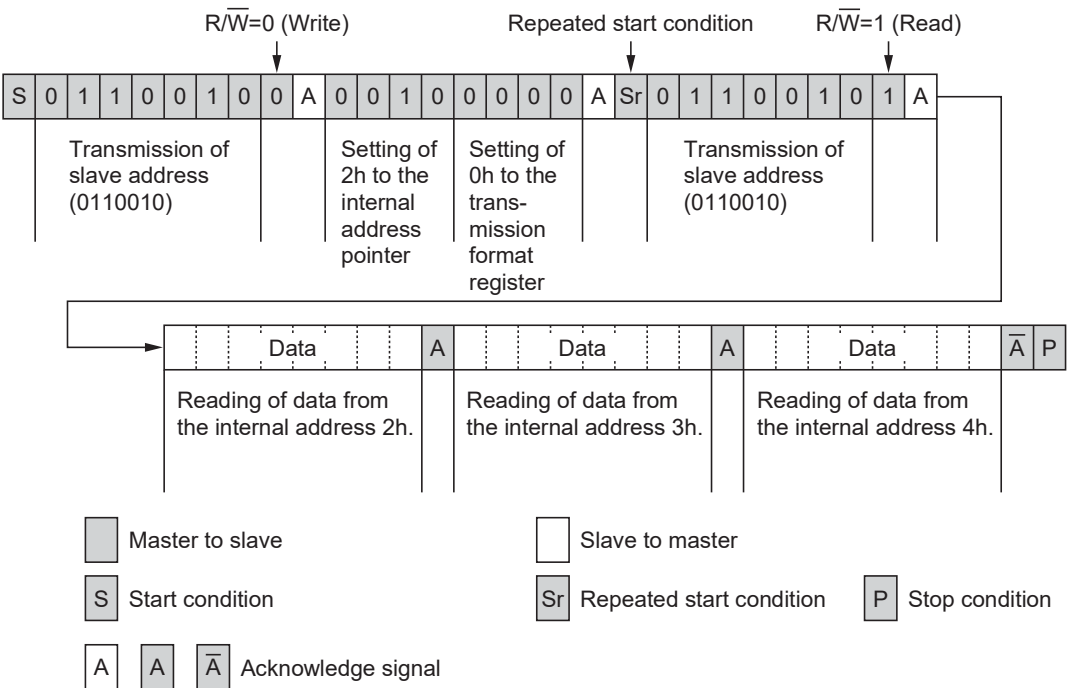 R/W̅=0 (Write) Repeated start condition R/W̅=1 (Read)
S 0 1 1 0 0 1 0 0 A 0 0 1 0 0 0 0 0 A Sr 0 1 1 0 0 1 0 1 A
Transmission of
slave address
(0110010)
Setting of
2h to the
internal
address
pointer
Setting of
0h to the
trans-
mission
format
register
Transmission of
slave address
(0110010)
Data A Data A Data A̅ P
Reading of data from
the internal address 2h.
Reading of data from
the internal address 3h.
Reading of data from
the internal address 4h.
Master to slave
Slave to master
S Start condition
Sr Repeated start condition
P Stop condition
A A A̅ Acknowledge signal